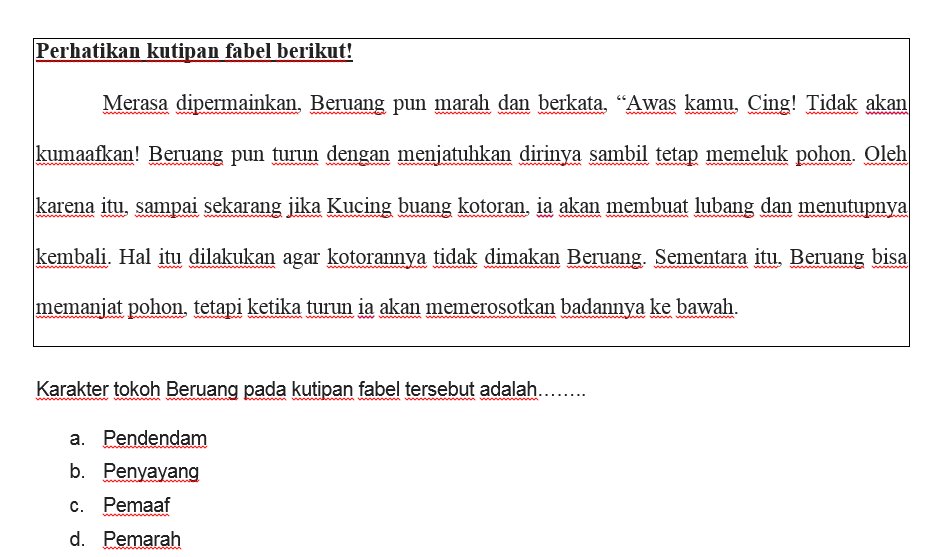 Perhatikan kutipan fabel berikut!
Merasa dipermainkan, Beruang pun marah dan berkata, “Awas kamu, Cing! Tidak akan
kumaafkan! Beruang pun turun dengan menjatuhkan dirinya sambil tetap memeluk pohon. Oleh
karena itu, sampai sekarang jika Kucing buang kotoran, ia akan membuat lubang dan menutupnya
kembali. Hal itu dilakukan agar kotorannya tidak dimakan Beruang. Sementara itu, Beruang bisa
memanjat pohon, tetapi ketika turun ia akan memerosotkan badannya ke bawah.
Karakter tokoh Beruang pada kutipan fabel tersebut adalah……..
a. Pendendam
b. Penyayang
c. Pemaaf
d. Pemarah